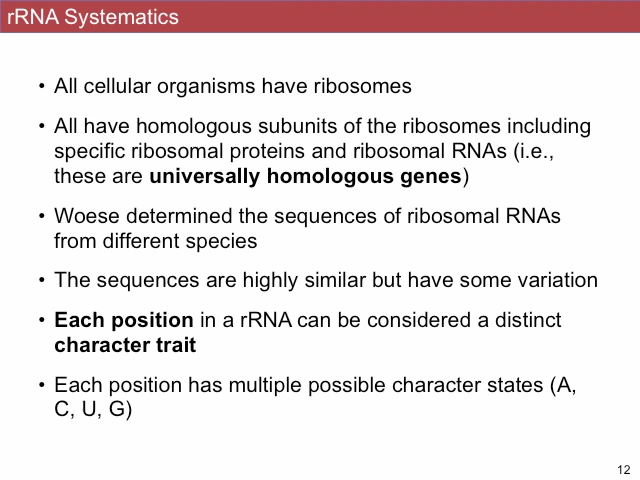 rRNA Systematics
• All cellular organisms have ribosomes
• All have homologous subunits of the ribosomes including
specific ribosomal proteins and ribosomal RNAs (i.e.,
these are universally homologous genes)
• Woese determined the sequences of ribosomal RNAs
from different species
• The sequences are highly similar but have some variation
• Each position in a rRNA can be considered a distinct
character trait
• Each position has multiple possible character states (A,
C, U, G)
12